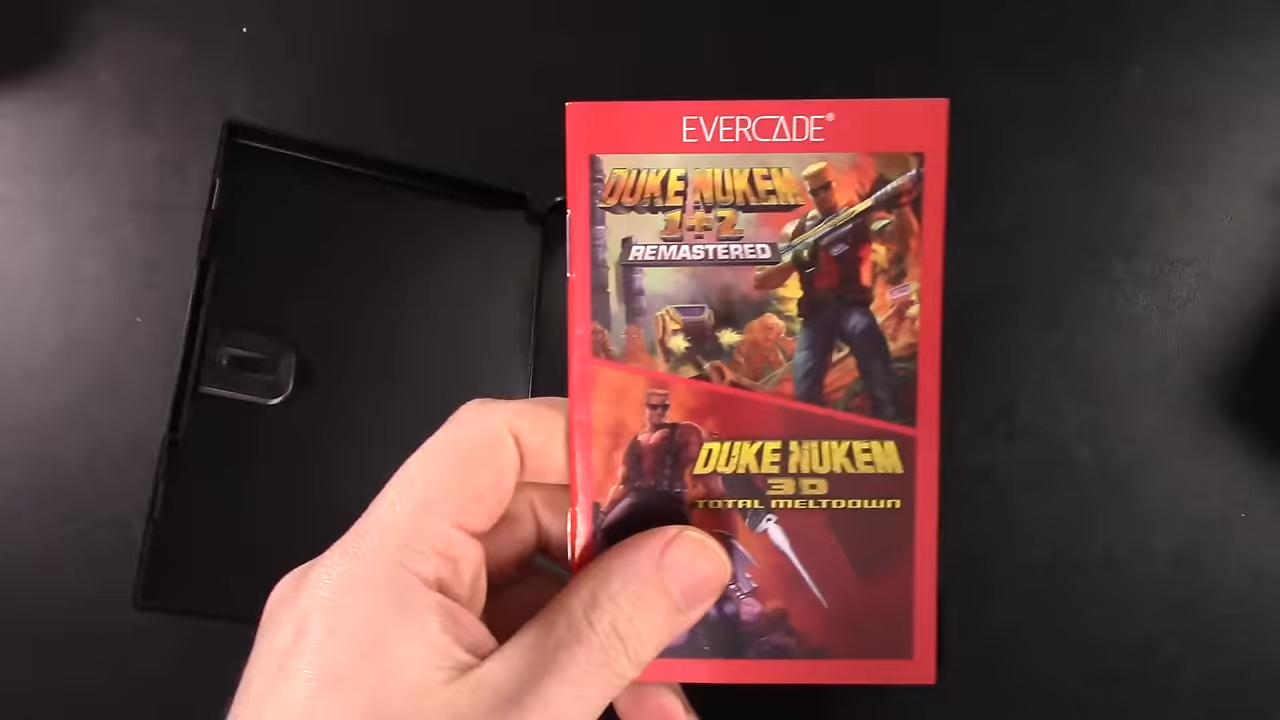 EVERCADE®
DUKE NUKEM
1+2
REMASTERED
DUKE NUKEM
3D
TOTAL MELTDOWN